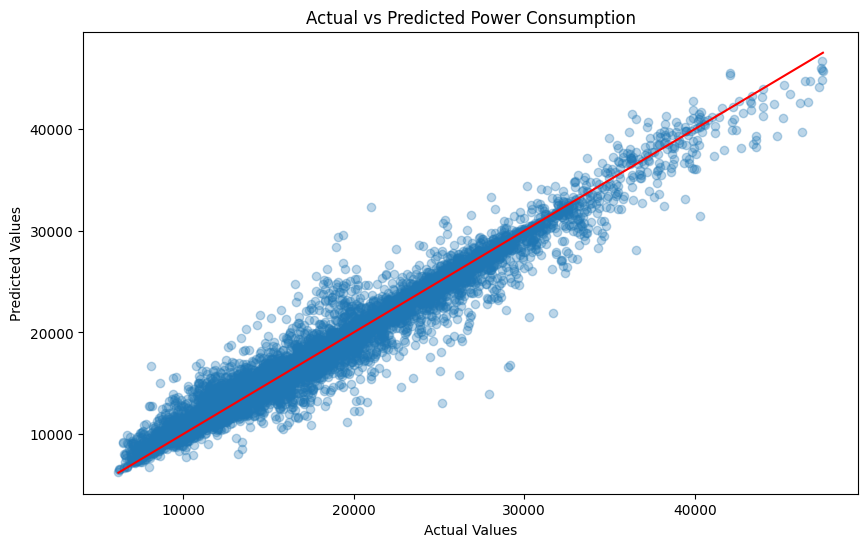 Actual vs Predicted Power Consumption
Predicted Values
40000
30000
20000
10000
10000 20000 30000 40000
Actual Values